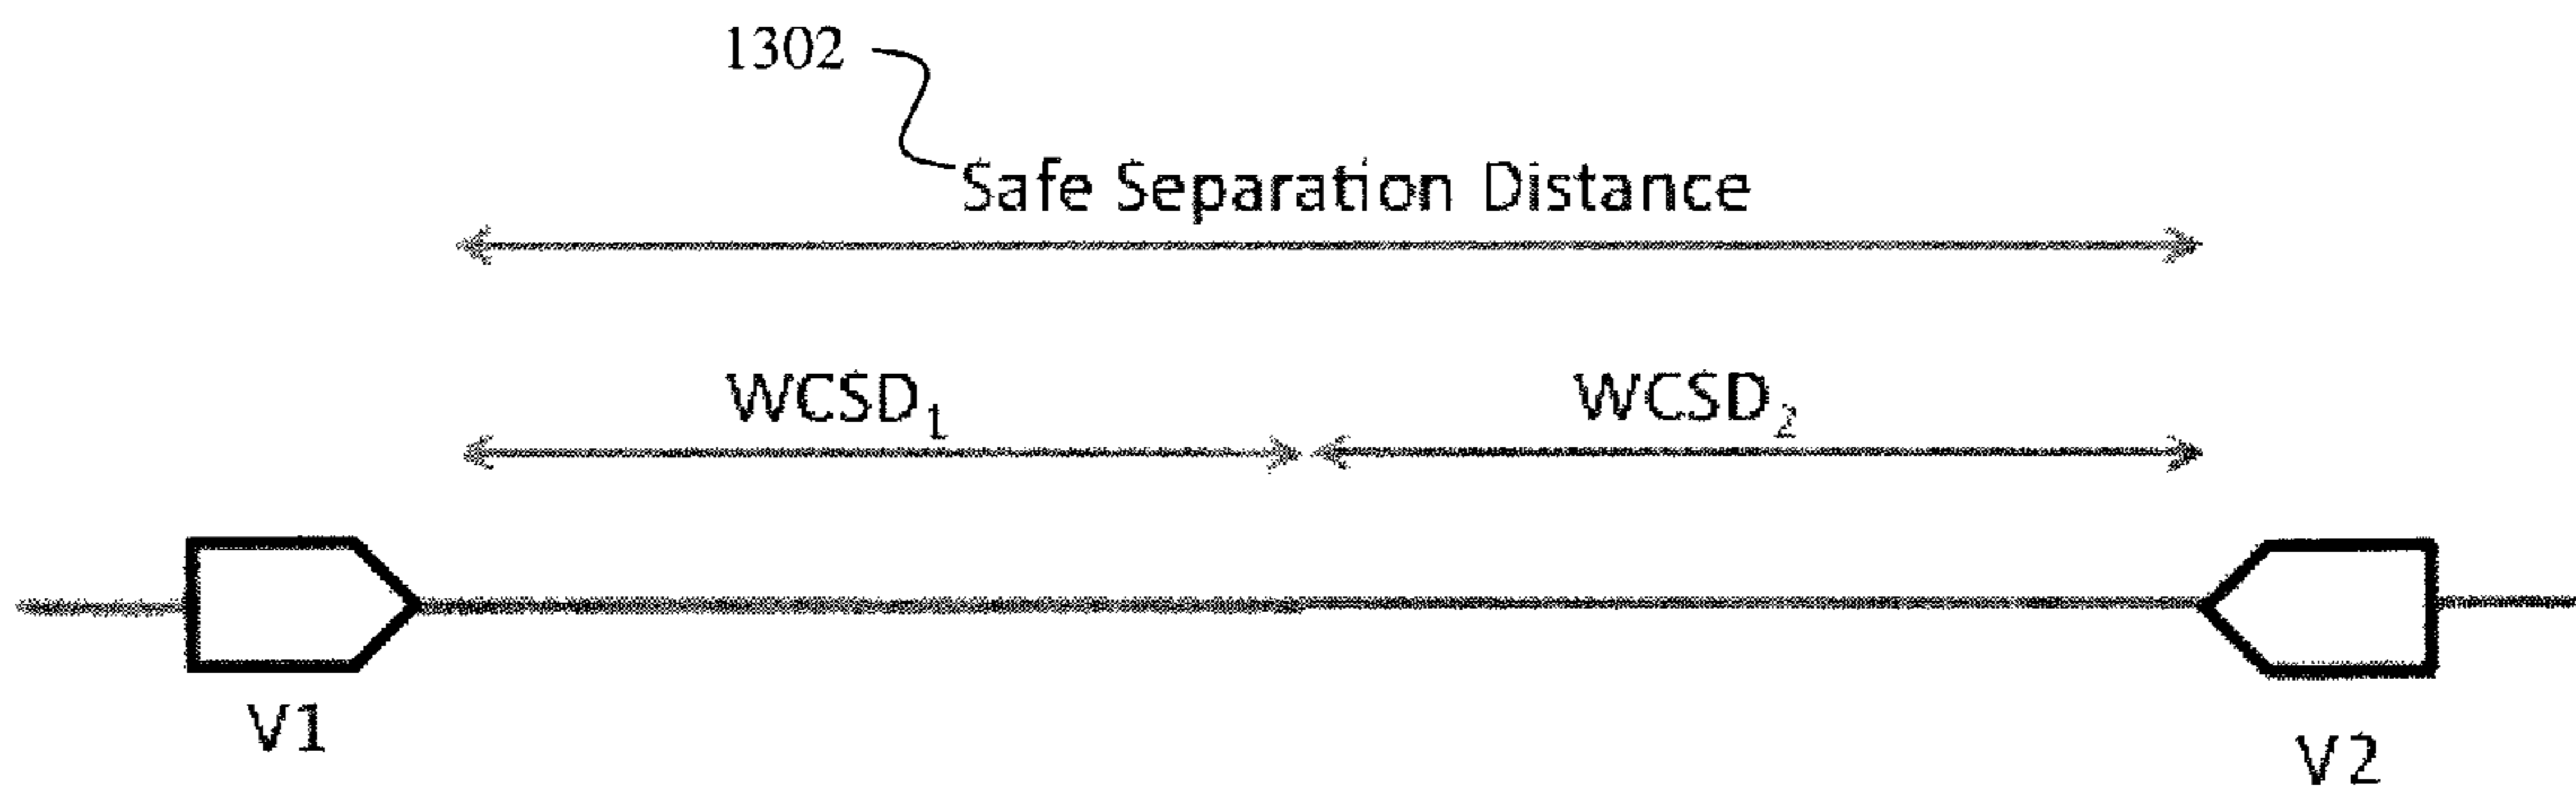 1302
Safe Separation Distance
WCSD₁ WCSD₂
V1
V2